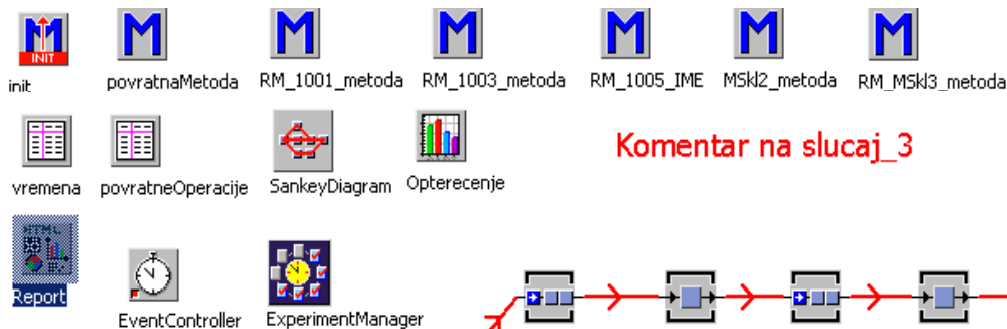 INIT
init
povratnaMetoda
RM_1001_metoda
RM_1003_metoda
RM_1005_IME
MSkl2_metoda
RM_MSkl3_metoda
vremena
povratneOperacije
SankeyDiagram
Opterecenje
Komentar na slucaj_3
HTML
Report
EventController
ExperimentManager